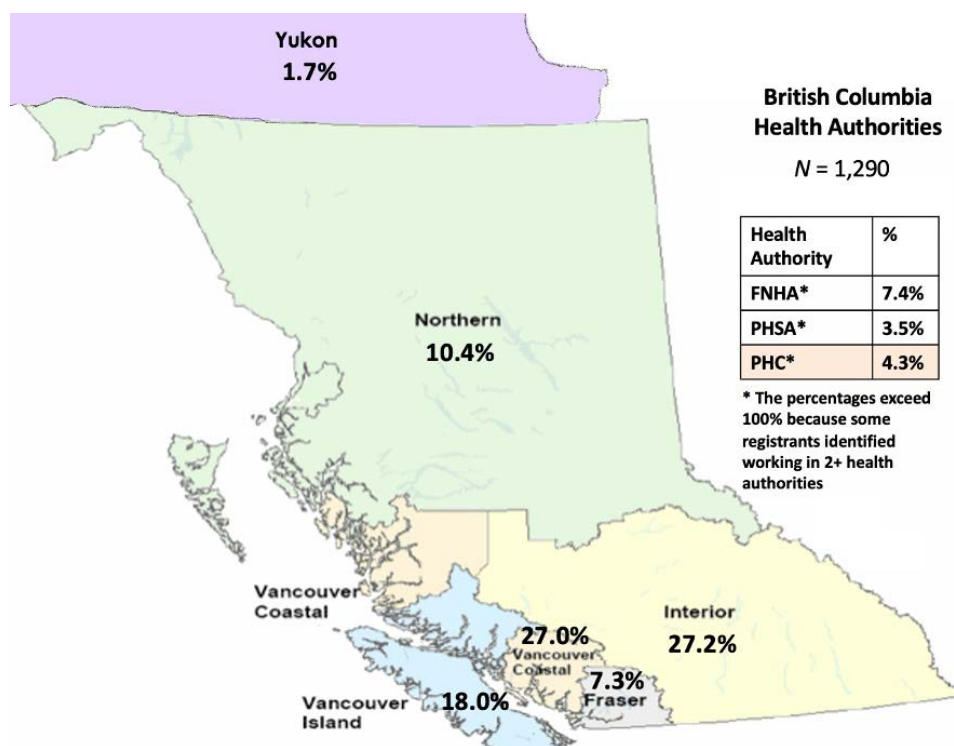 Yukon
1.7%
British Columbia
Health Authorities
N = 1,290
Health Authority %
FNHA* 7.4%
PHSA* 3.5%
PHC* 4.3%
* The percentages exceed
100% because some
registrants identified
working in 2+ health
authorities
Northern
10.4%
Vancouver
Coastal
Interior
27.2%
27.0%
Vancouver
Coastal
7.3%
Fraser
Vancouver
Island
18.0%